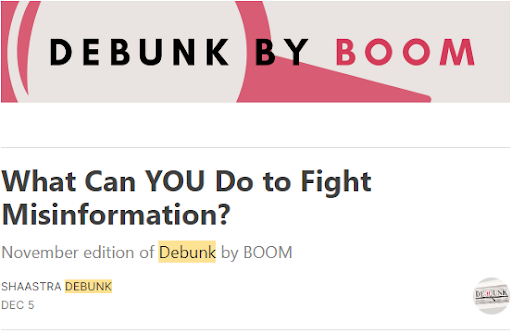 DEBUNK BY BOOM
What Can YOU Do to Fight
Misinformation?
November edition of Debunk by BOOM
SHAASTRA DEBUNK
DEC 5
DEBUNK